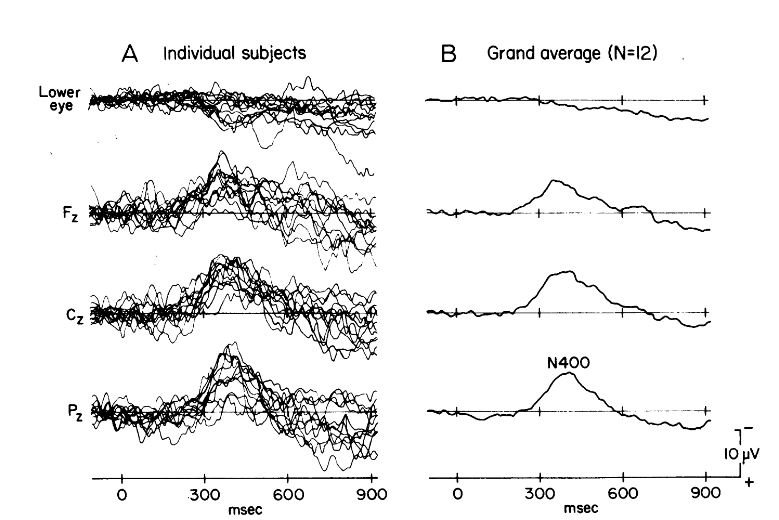 A Individual subjects
B Grand average (N=12)
Lower
eye
Fz
Cz
Pz
N400
−
10 μV
+
0 300 600 900
msec
0 300 600 900
msec